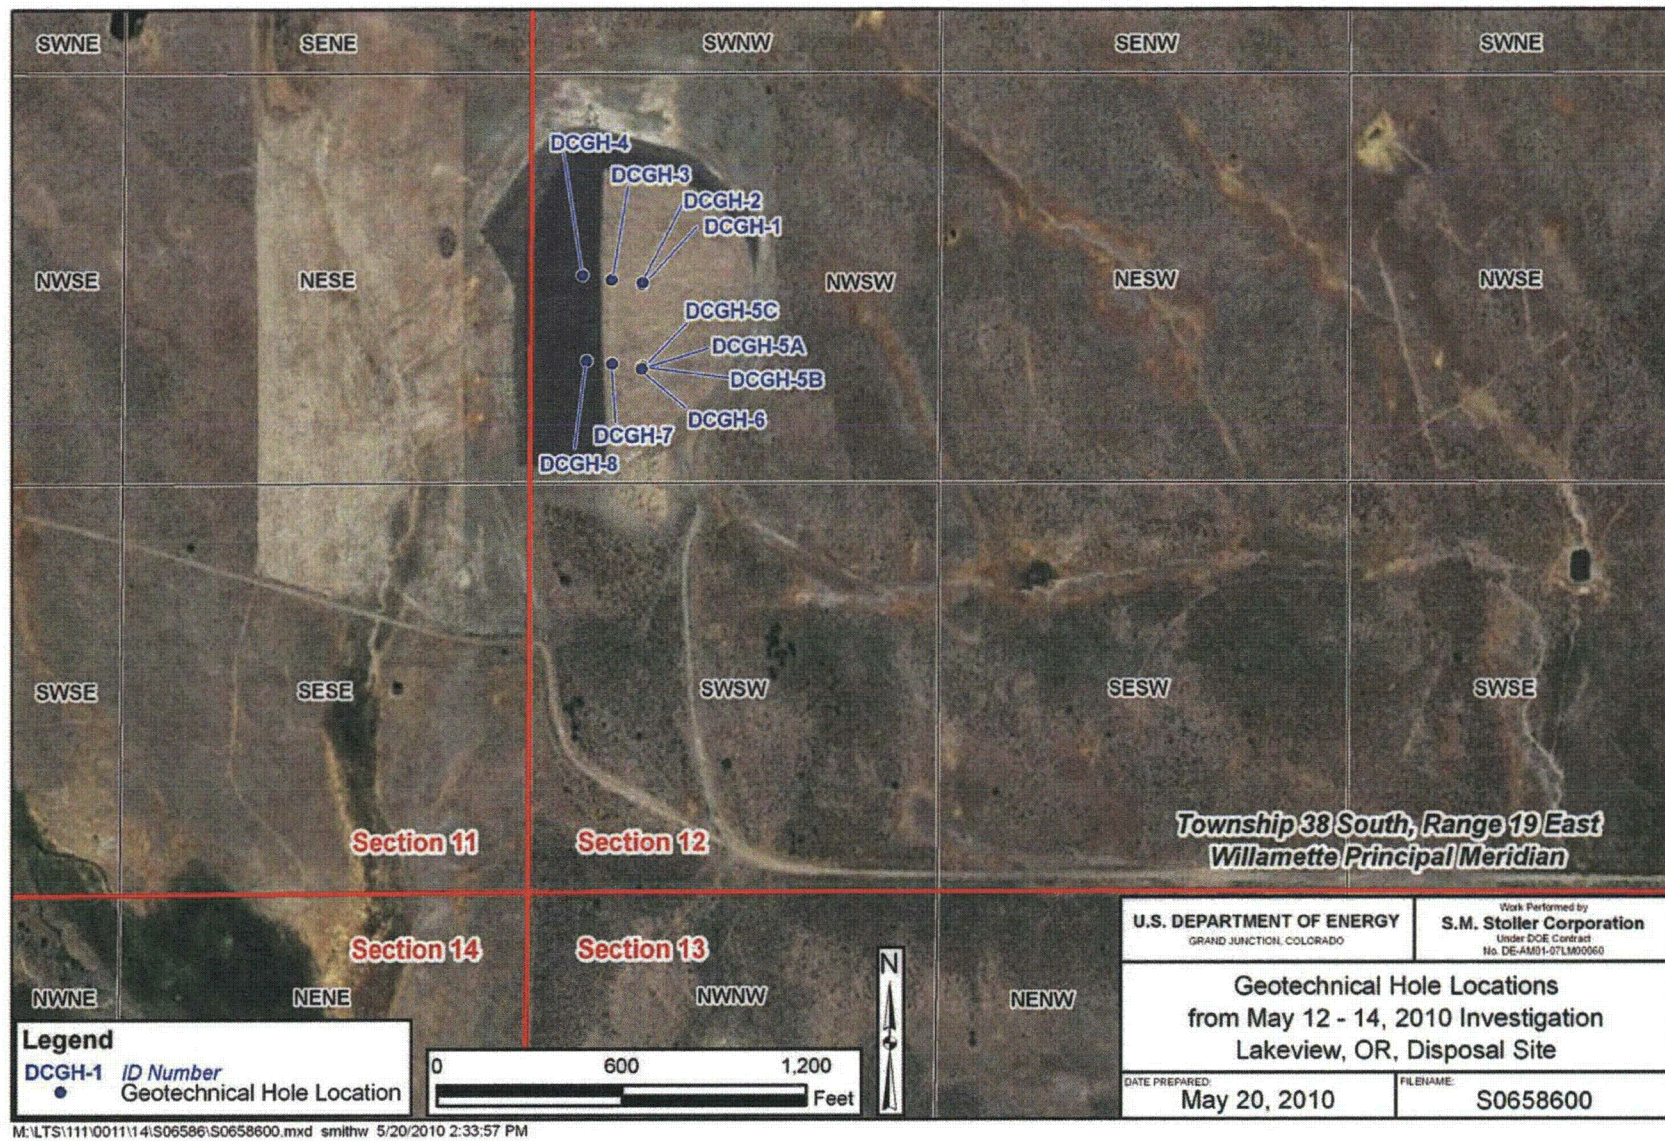 SWNE
SENE
SWNW
SENW
SWNE
DCGH-4
DCGH-3
DCGH-2
DCGH-1
NWSE
NESE
NWSW
NESW
NWSE
DCGH-5C
DCGH-5A
DCGH-5B
DCGH-6
DCGH-7
DCGH-8
SWSE
SESE
SWSW
SESW
SWSE
Section 11
Section 12
Township 38 South, Range 19 East
Willamette Principal Meridian
Section 14
Section 13
NWNE
NENE
NWNW
NENW
N
U.S. DEPARTMENT OF ENERGY
GRAND JUNCTION, COLORADO
Work Performed by
S.M. Stoller Corporation
Under DOE Contract
No. DE-AM01-07LM00060
Geotechnical Hole Locations
from May 12 - 14, 2010 Investigation
Lakeview, OR, Disposal Site
DATE PREPARED:
May 20, 2010
FILENAME:
S0658600
Legend
DCGH-1 ID Number
Geotechnical Hole Location
0 600 1,200
Feet
M:\LTS\111\0011\14\S06586\S0658600.mxd smithw 5/20/2010 2:33:57 PM